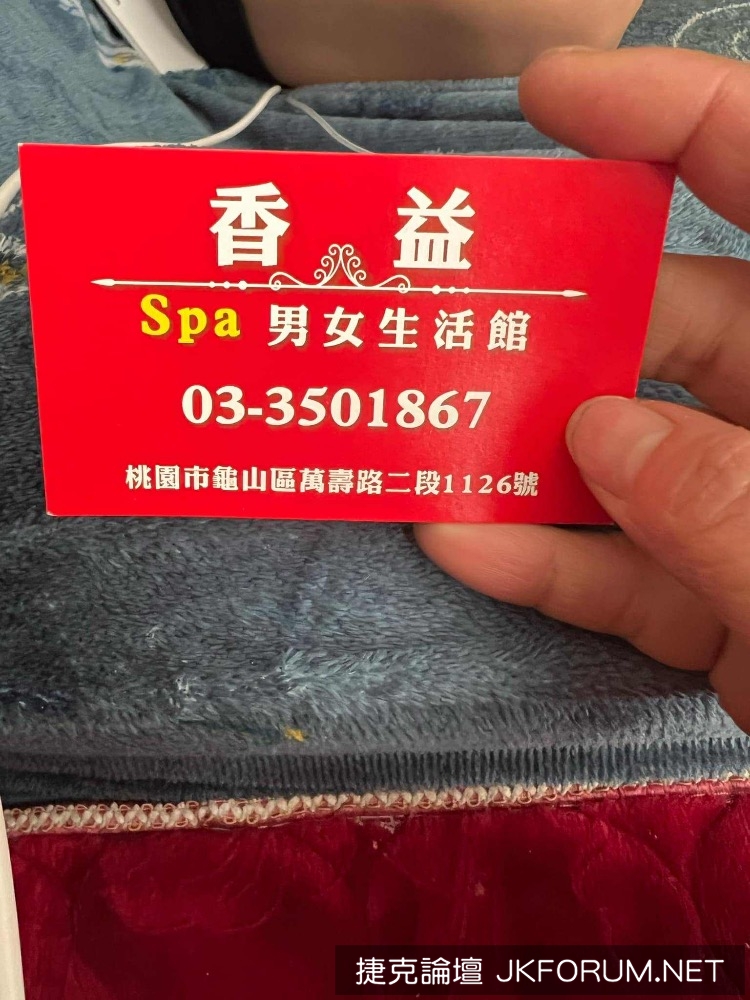 香益
Spa 男女生活館
03-3501867
桃園市龜山區萬壽路二段1126號
捷克論壇 JKFORUM.NET